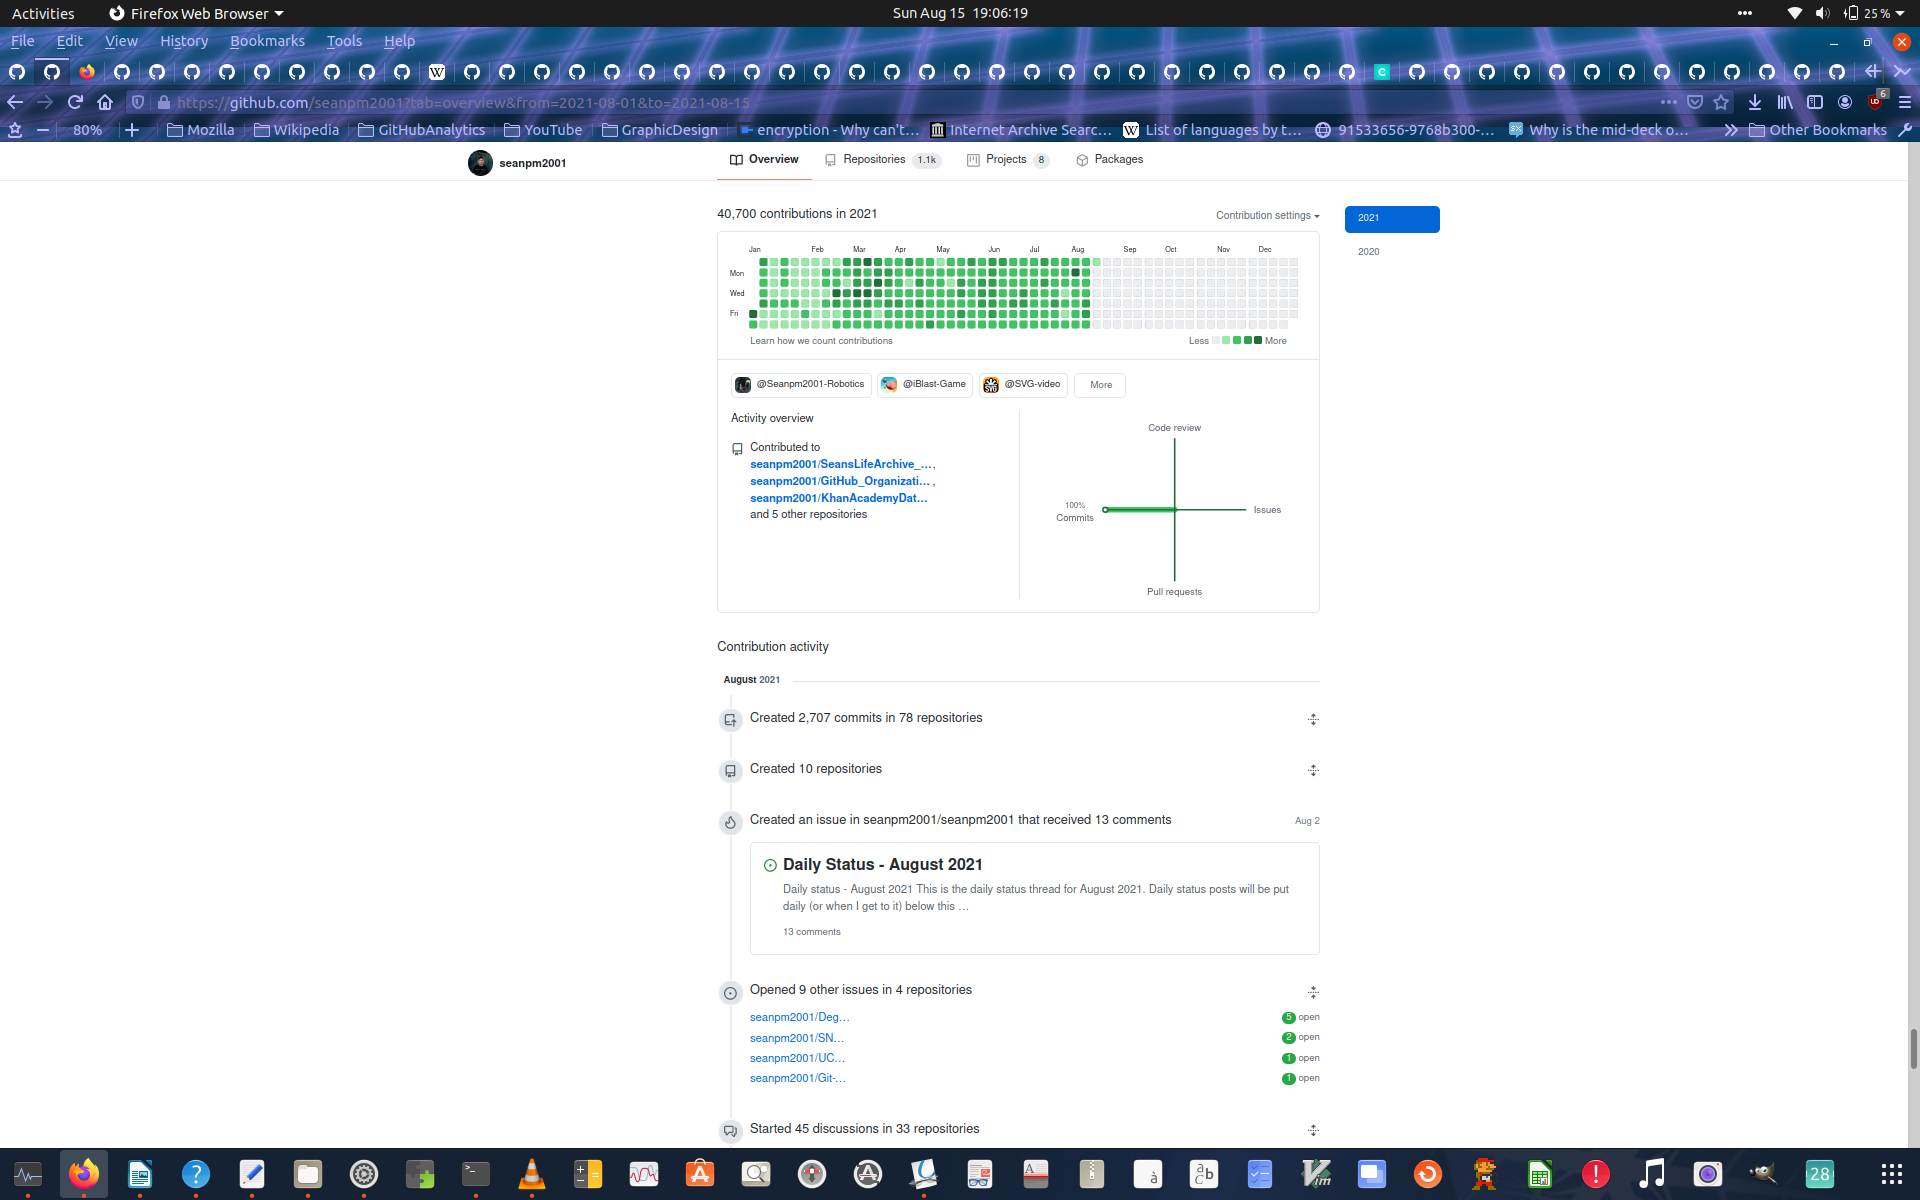 Activities
Firefox Web Browser
Sun Aug 15 19:06:19
25 %
File Edit View History Bookmarks Tools Help
https://github.com/seanpm2001?tab=overview&from=2021-08-01&to=2021-08-15
6
80%
Mozilla
Wikipedia
GitHubAnalytics
YouTube
GraphicDesign
encryption - Why can't…
Internet Archive Searc…
List of languages by t…
91533656-9768b300-…
Why is the mid-deck o…
Other Bookmarks
seanpm2001
Overview
Repositories 1.1k
Projects 8
Packages
40,700 contributions in 2021
Contribution settings
2021
2020
Jan Feb Mar Apr May Jun Jul Aug Sep Oct Nov Dec
Mon
Wed
Fri
Learn how we count contributions
Less
More
@Seanpm2001-Robotics
@iBlast-Game
@SVG-video
More
Activity overview
Contributed to
seanpm2001/SeansLifeArchive_…,
seanpm2001/GitHub_Organizati… ,
seanpm2001/KhanAcademyDat…
and 5 other repositories
Code review
100%
Commits
Issues
Pull requests
Contribution activity
August 2021
Created 2,707 commits in 78 repositories
Created 10 repositories
Created an issue in seanpm2001/seanpm2001 that received 13 comments
Aug 2
Daily Status - August 2021
Daily status - August 2021 This is the daily status thread for August 2021. Daily status posts will be put
daily (or when I get to it) below this …
13 comments
Opened 9 other issues in 4 repositories
seanpm2001/Deg…
5 open
seanpm2001/SN…
2 open
seanpm2001/UC…
1 open
seanpm2001/Git-…
1 open
Started 45 discussions in 33 repositories
28